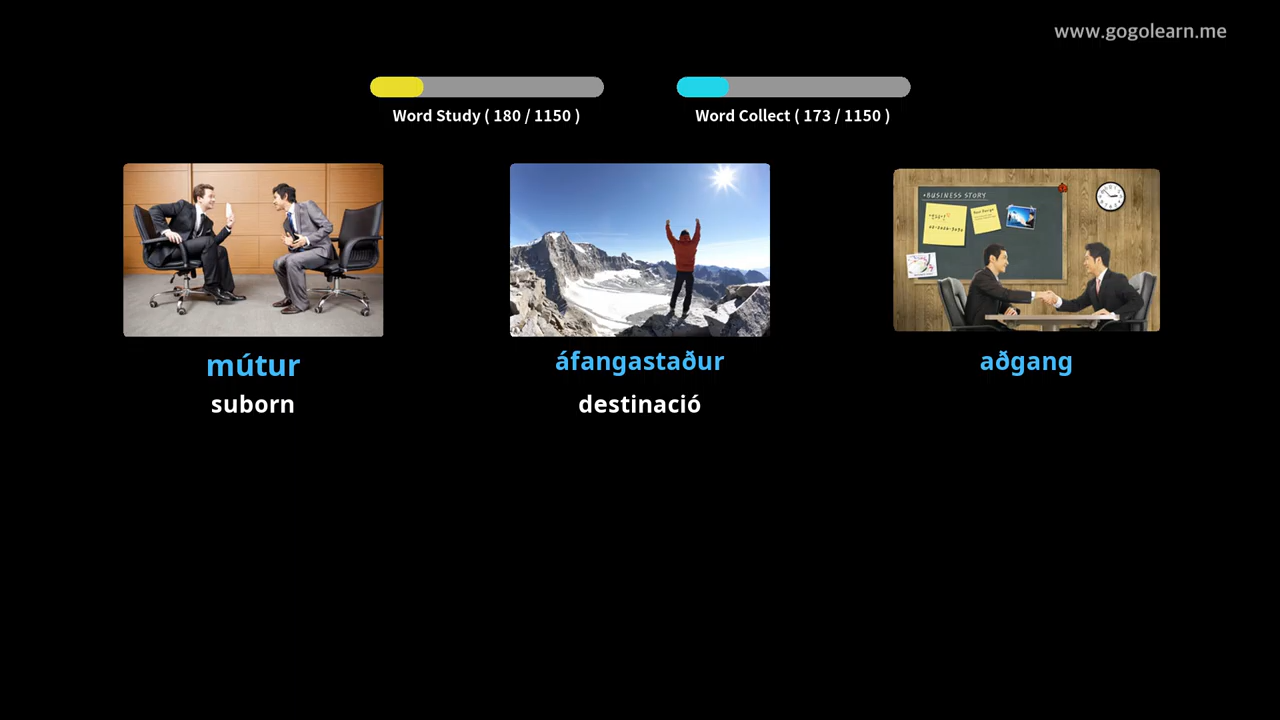 www.gogolearn.me
Word Study ( 180 / 1150 )
Word Collect ( 173 / 1150 )
•BUSINESS STORY
mútur
áfangastaður
aðgang
suborn
destinació